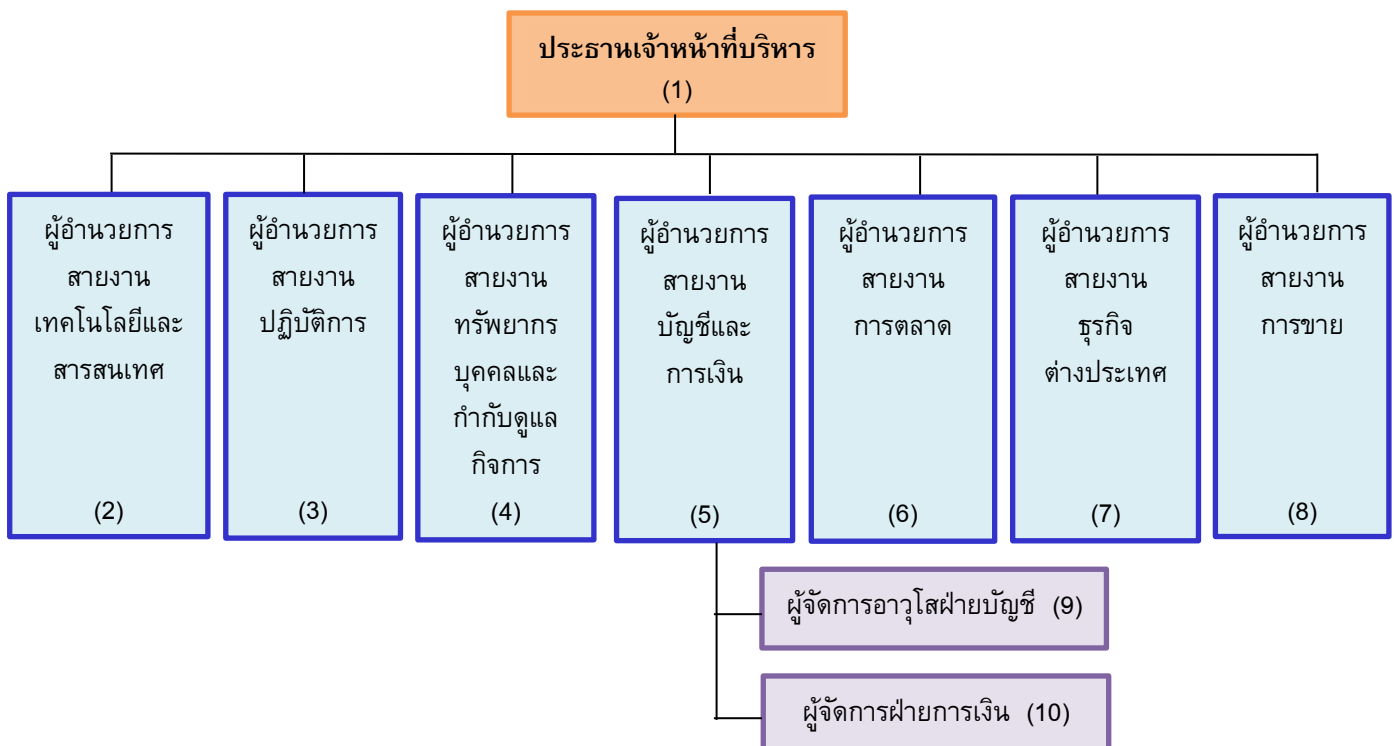 ประธานเจ้าหน้าที่บริหาร
(1)
ผู้อำนวยการ
สายงาน
เทคโนโลยีและ
สารสนเทศ
(2)
ผู้อำนวยการ
สายงาน
ปฏิบัติการ
(3)
ผู้อำนวยการ
สายงาน
ทรัพยากร
บุคคลและ
กำกับดูแล
กิจการ
(4)
ผู้อำนวยการ
สายงาน
บัญชีและ
การเงิน
(5)
ผู้อำนวยการ
สายงาน
การตลาด
(6)
ผู้อำนวยการ
สายงาน
ธุรกิจ
ต่างประเทศ
(7)
ผู้อำนวยการ
สายงาน
การขาย
(8)
ผู้จัดการอาวุโสฝ่ายบัญชี (9)
ผู้จัดการฝ่ายการเงิน (10)